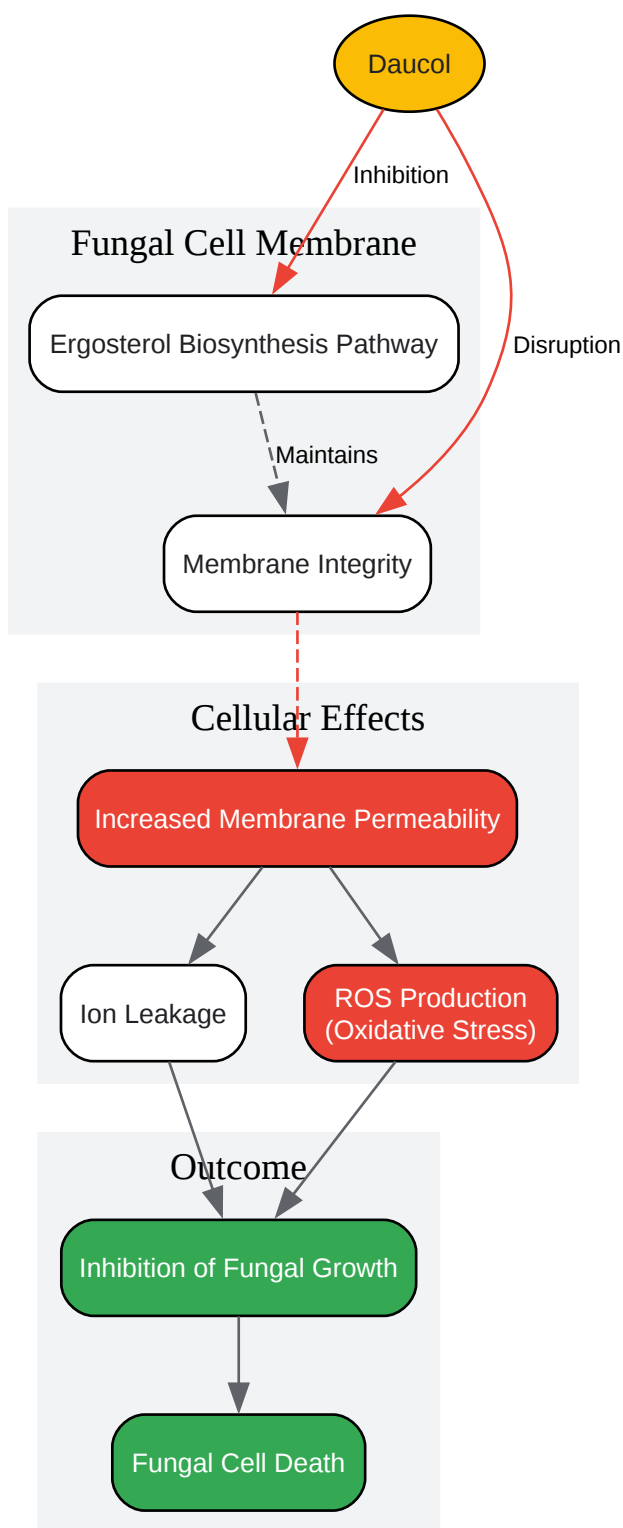 Daucol
Inhibition
Fungal Cell Membrane
Ergosterol Biosynthesis Pathway
Disruption
Maintains
Membrane Integrity
Cellular Effects
Increased Membrane Permeability
Ion Leakage
ROS Production
(Oxidative Stress)
Outcome
Inhibition of Fungal Growth
Fungal Cell Death